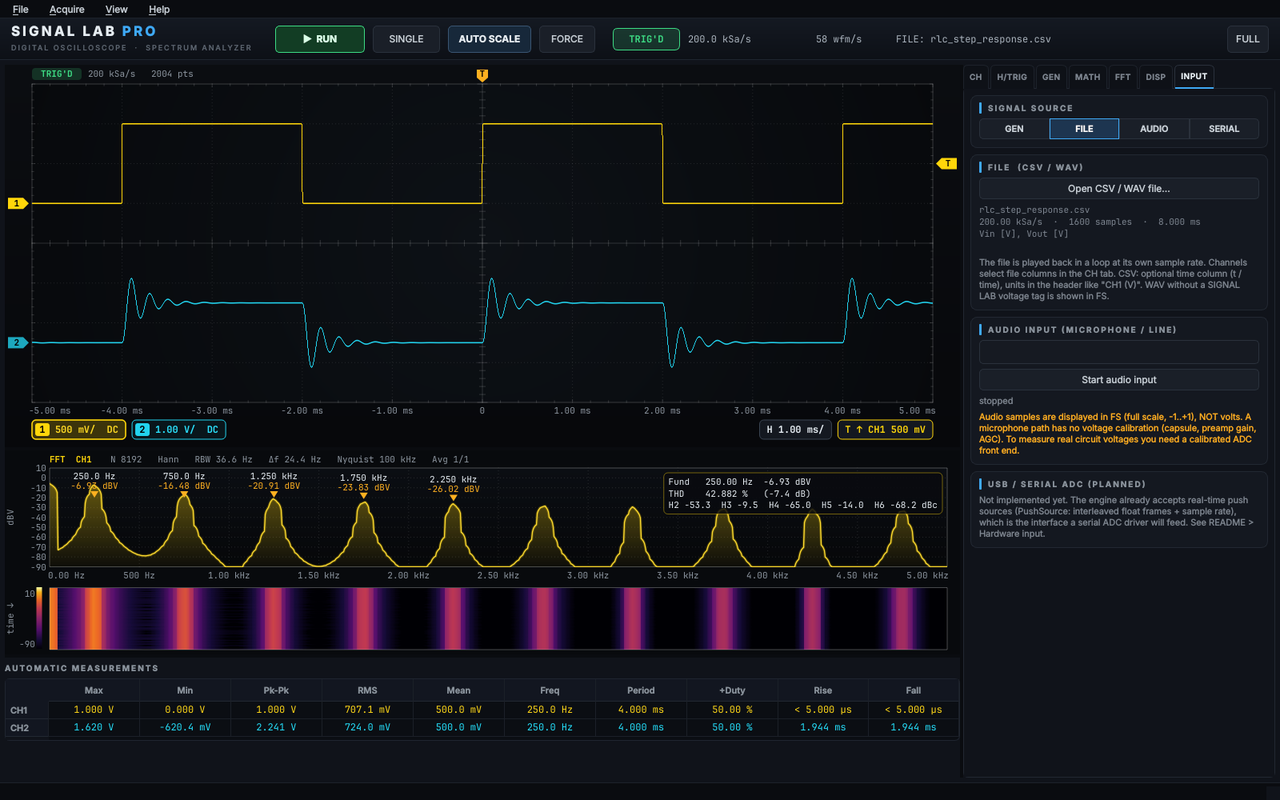 File Acquire View Help
SIGNAL LAB PRO
DIGITAL OSCILLOSCOPE · SPECTRUM ANALYZER
▶ RUN SINGLE AUTO SCALE FORCE TRIG'D 200.0 kSa/s 58 wfm/s FILE: rlc_step_response.csv FULL
TRIG'D 200 kSa/s 2004 pts
T
T
1
2
-5.00 ms -4.00 ms -3.00 ms -2.00 ms -1.00 ms 0 1.00 ms 2.00 ms 3.00 ms 4.00 ms 5.00 ms
1 500 mV/ DC 2 1.00 V/ DC H 1.00 ms/ T ↑ CH1 500 mV
FFT CH1 N 8192 Hann RBW 36.6 Hz Δf 24.4 Hz Nyquist 100 kHz Avg 1/1
dBV
10
0
-10
-20
-30
-40
-50
-60
-70
-80
-90
250.0 Hz 750.0 Hz 1.250 kHz 1.750 kHz 2.250 kHz
-6.93 dBV -16.48 dBV -20.91 dBV -23.83 dBV -26.02 dBV
Fund 250.00 Hz -6.93 dBV
THD 42.882 % (-7.4 dB)
H2 -53.3 H3 -9.5 H4 -65.0 H5 -14.0 H6 -68.2 dBc
0.00 Hz 500 Hz 1.00 kHz 1.50 kHz 2.00 kHz 2.50 kHz 3.00 kHz 3.50 kHz 4.00 kHz 4.50 kHz 5.00 kHz
time →
10
-90
AUTOMATIC MEASUREMENTS
Max Min Pk-Pk RMS Mean Freq Period +Duty Rise Fall
CH1 1.000 V 0.000 V 1.000 V 707.1 mV 500.0 mV 250.0 Hz 4.000 ms 50.00 % < 5.000 µs < 5.000 µs
CH2 1.620 V -620.4 mV 2.241 V 724.0 mV 500.0 mV 250.0 Hz 4.000 ms 50.00 % 1.944 ms 1.944 ms
CH H/TRIG GEN MATH FFT DISP INPUT
SIGNAL SOURCE
GEN FILE AUDIO SERIAL
FILE (CSV / WAV)
Open CSV / WAV file...
rlc_step_response.csv
200.00 kSa/s · 1600 samples · 8.000 ms
Vin [V], Vout [V]
The file is played back in a loop at its own sample rate. Channels
select file columns in the CH tab. CSV: optional time column (t /
time), units in the header like "CH1 (V)". WAV without a SIGNAL
LAB voltage tag is shown in FS.
AUDIO INPUT (MICROPHONE / LINE)
Start audio input
stopped
Audio samples are displayed in FS (full scale, -1..+1), NOT volts. A
microphone path has no voltage calibration (capsule, preamp gain,
AGC). To measure real circuit voltages you need a calibrated ADC
front end.
USB / SERIAL ADC (PLANNED)
Not implemented yet. The engine already accepts real-time push
sources (PushSource: interleaved float frames + sample rate),
which is the interface a serial ADC driver will feed. See README >
Hardware input.